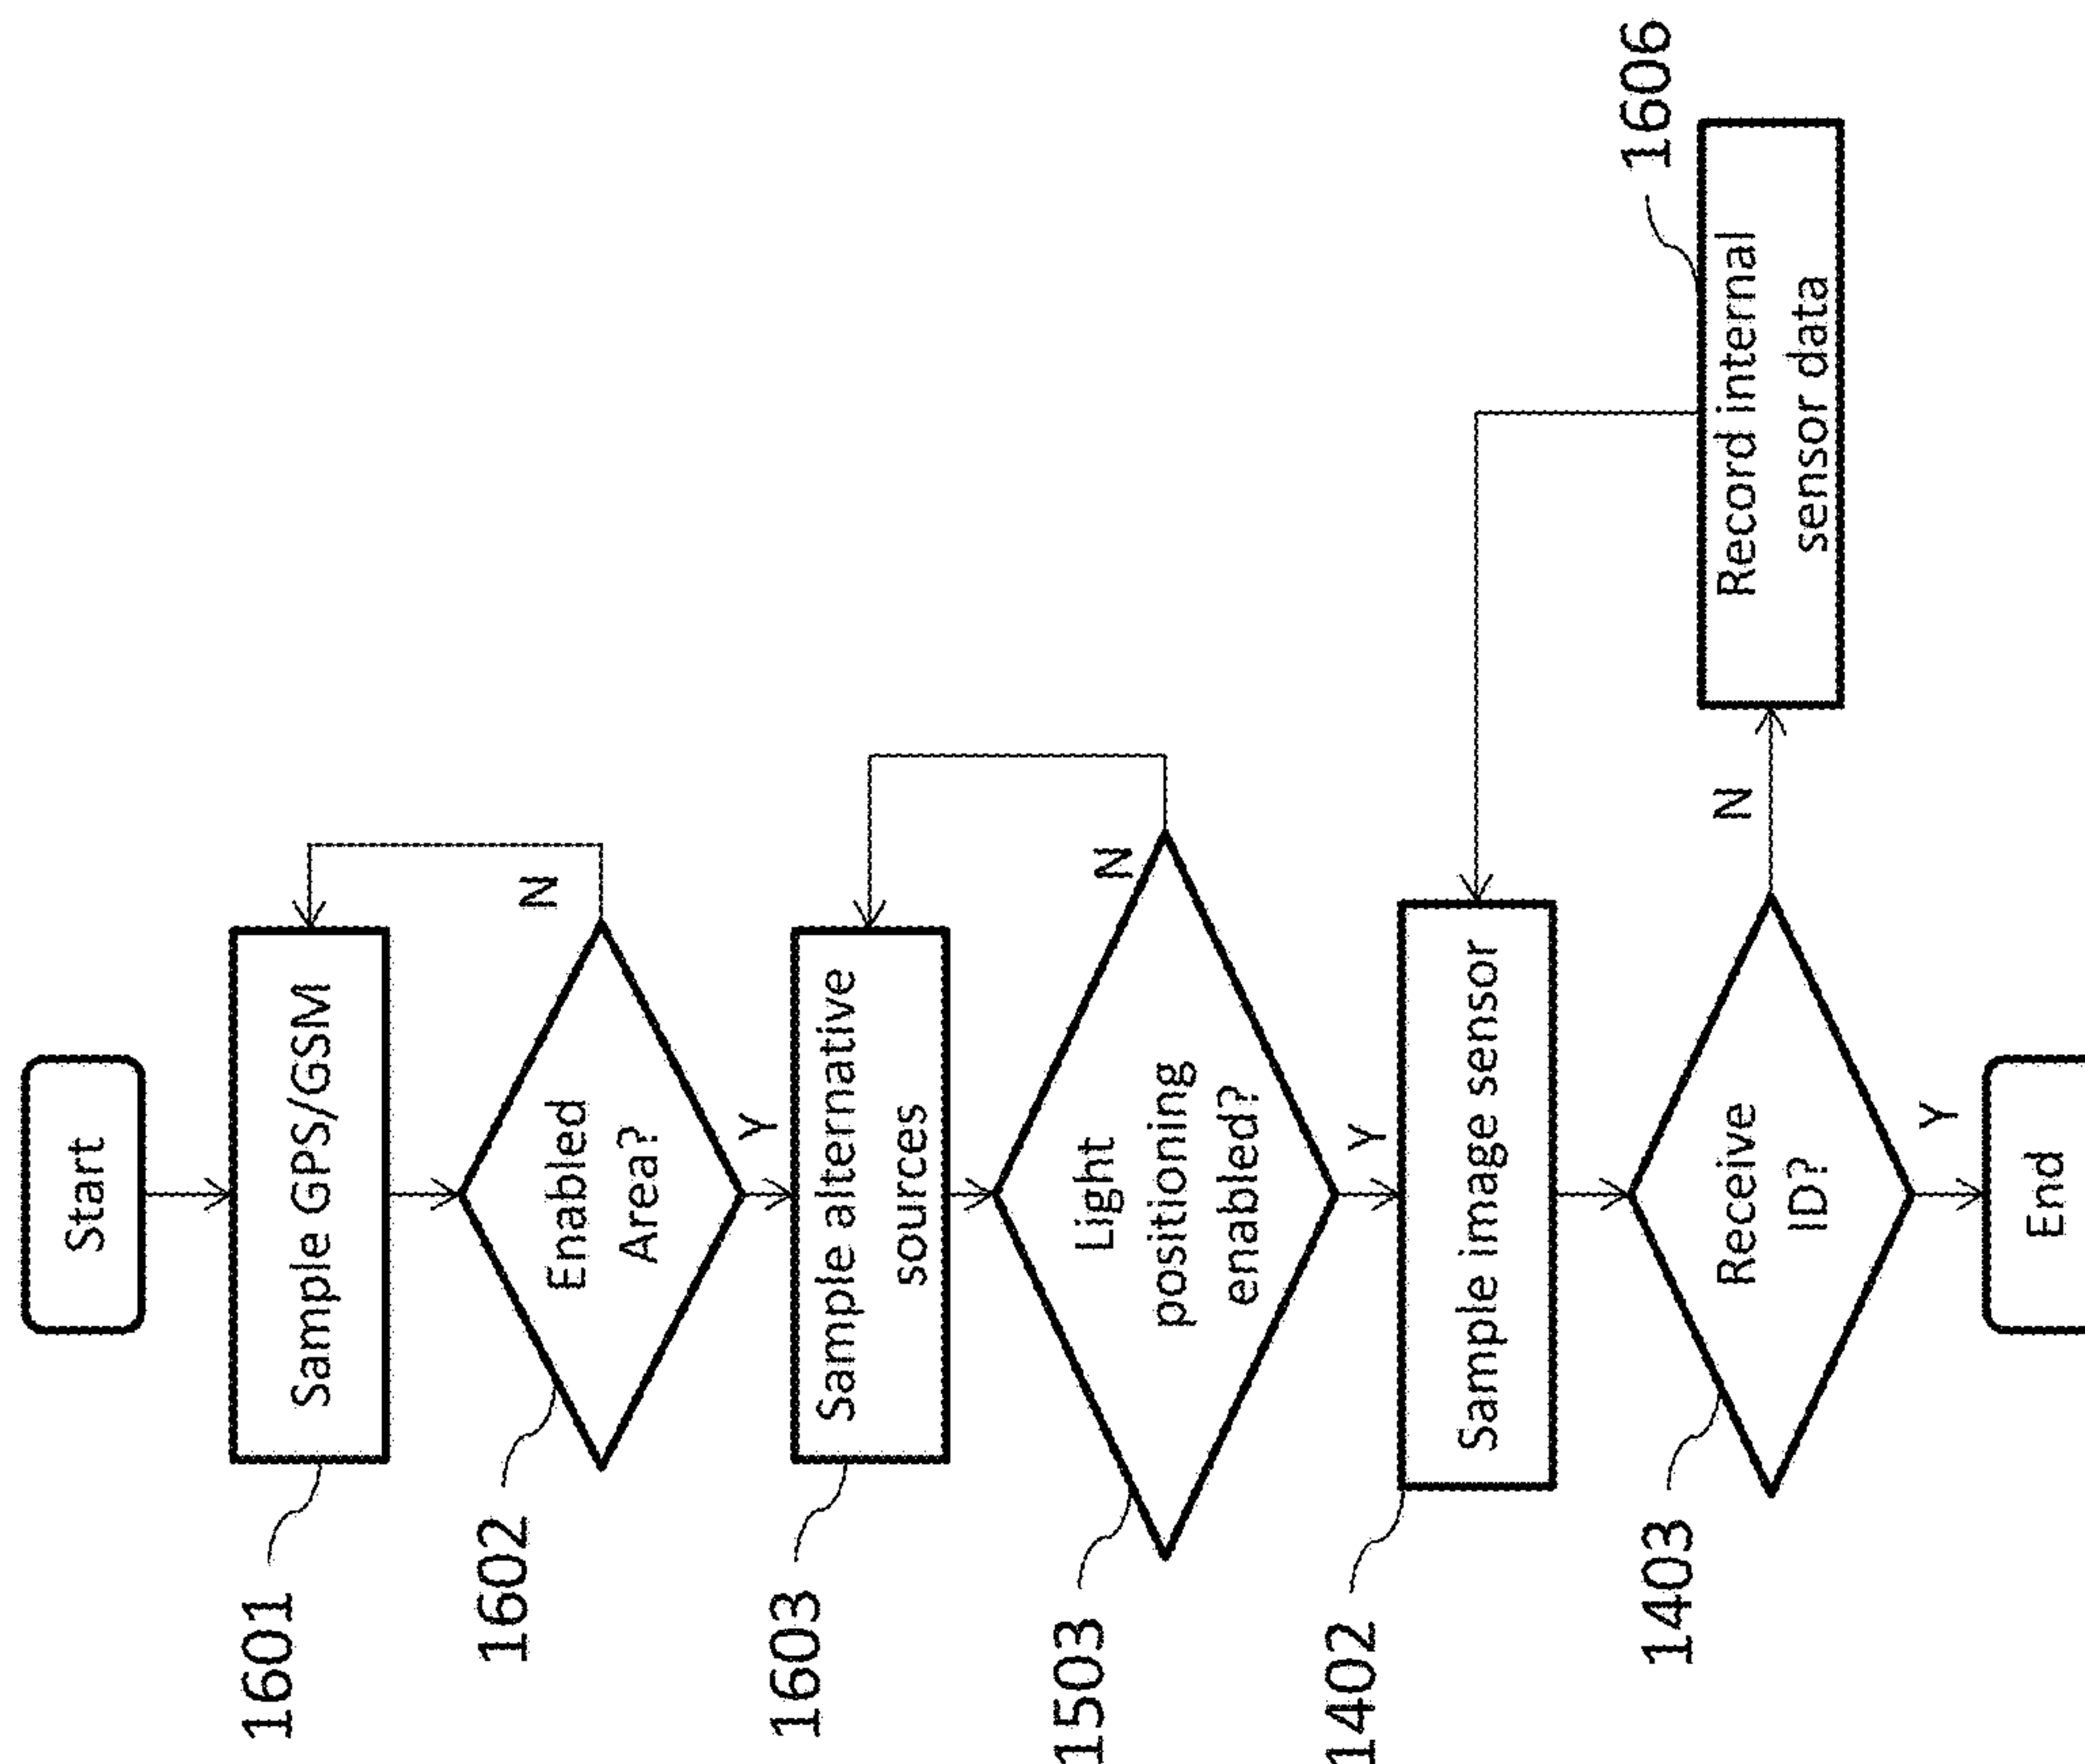 Start
1601
Sample GPS/GSM
1602
Enabled
Area?
N
Y
1603
Sample alternative
sources
1503
Light
positioning
enabled?
N
Y
1402
Sample image sensor
1403
Receive
ID?
N
1606
Record internal
sensor data
Y
End